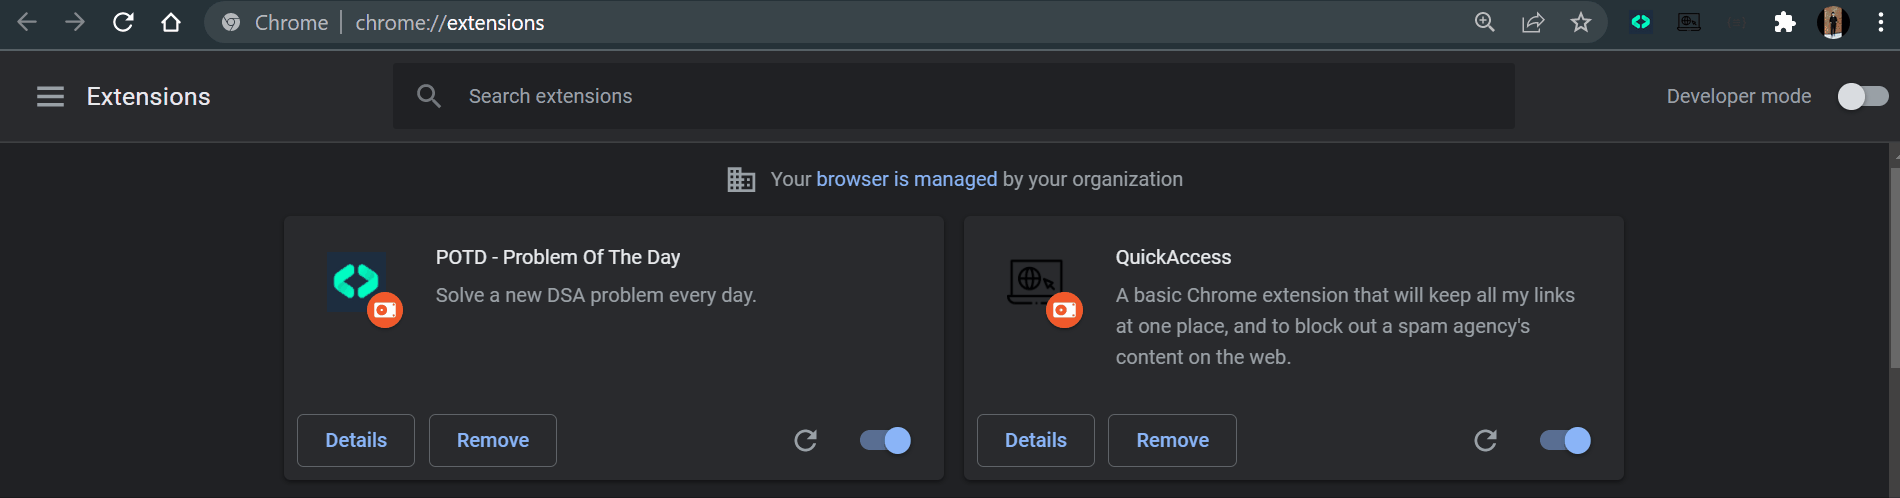 Chrome | chrome://extensions
Extensions
Search extensions
Developer mode
Your browser is managed by your organization
POTD - Problem Of The Day
Solve a new DSA problem every day.
Details
Remove
QuickAccess
A basic Chrome extension that will keep all my links
at one place, and to block out a spam agency's
content on the web.
Details
Remove